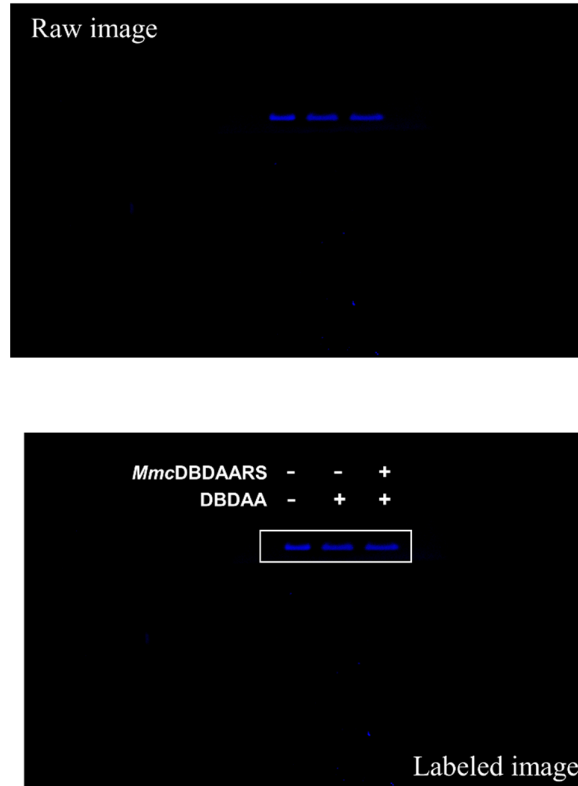 Raw image
MmcDBDAARS - - +
DBDAA - + +
Labeled image